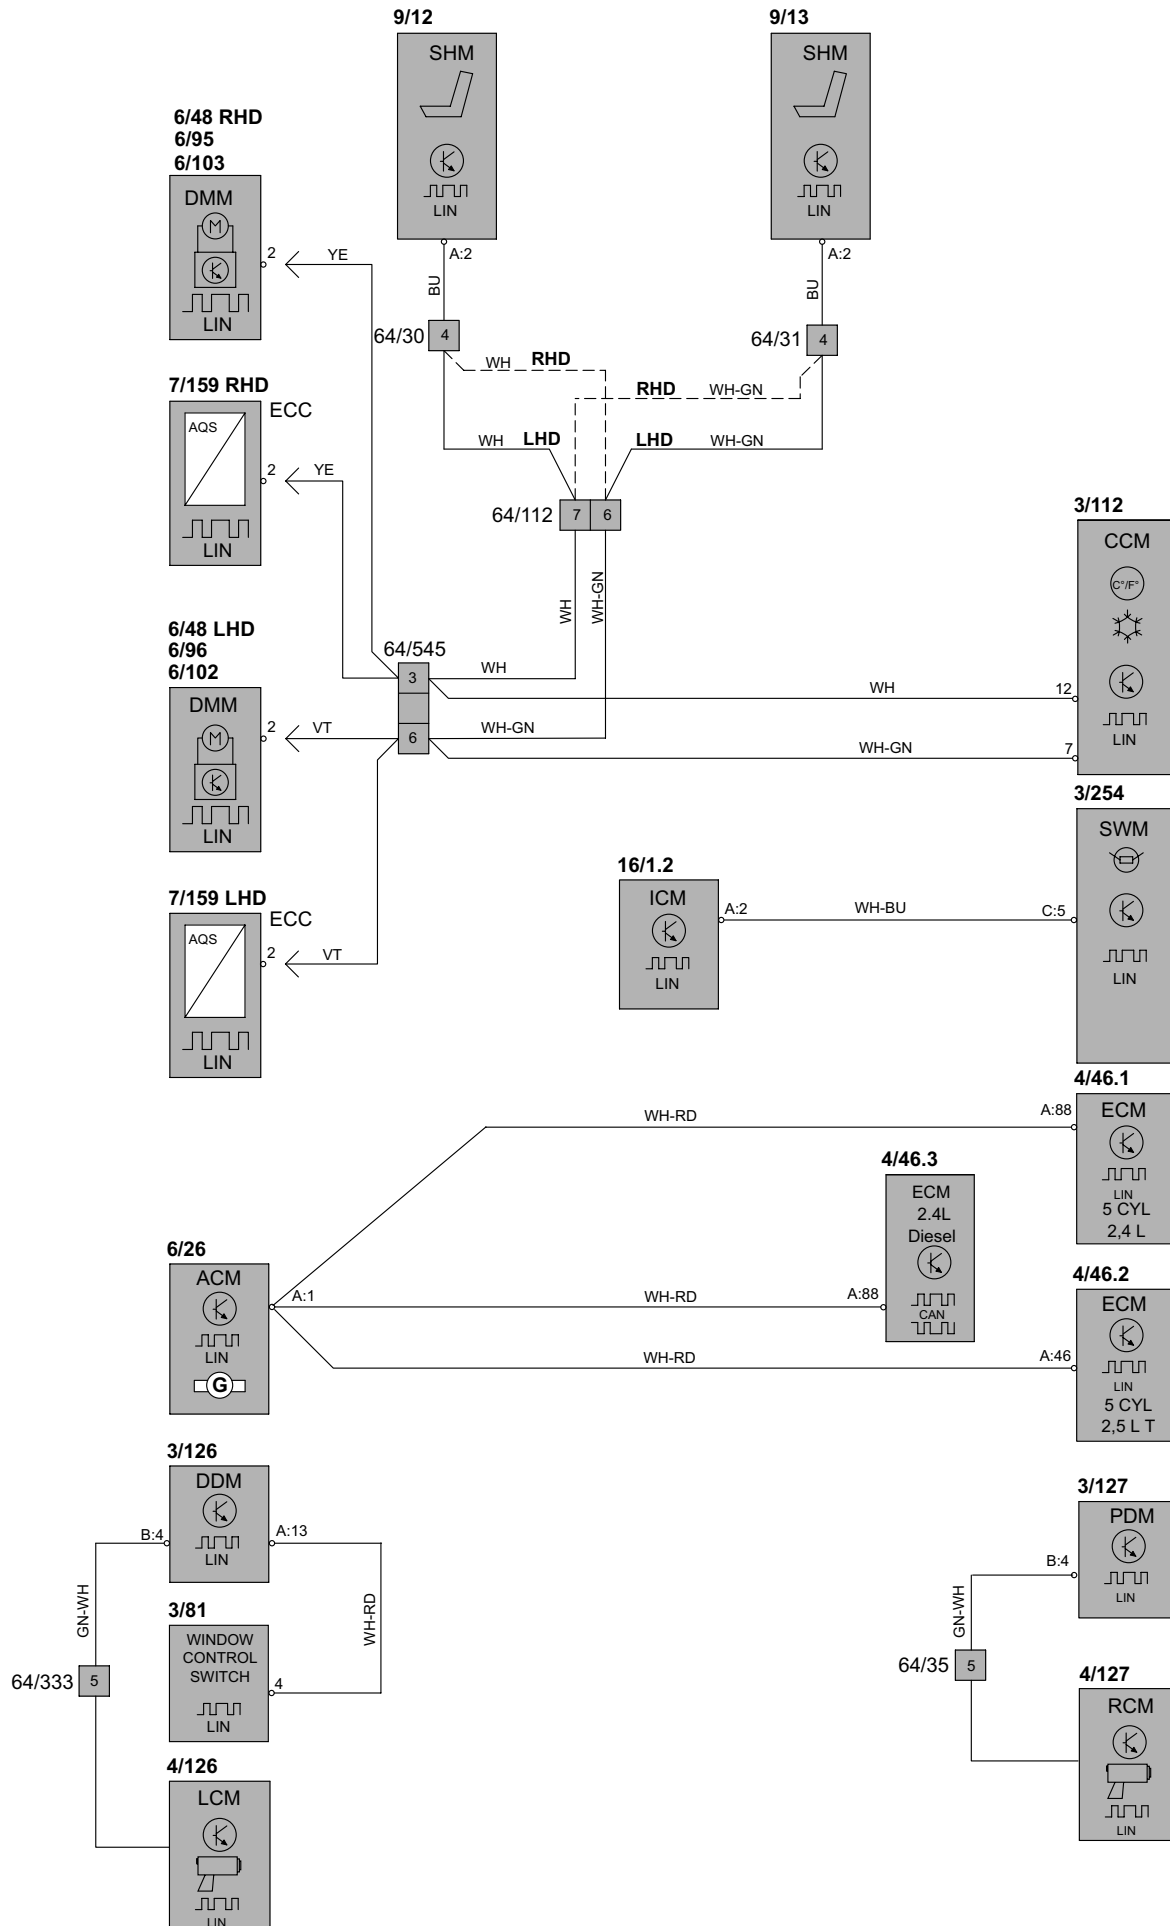 9/12
SHM
LIN
A:2
BU
64/30
4
9/13
SHM
LIN
A:2
BU
64/31
4
6/48 RHD
6/95
6/103
DMM
M
LIN
2
YE
7/159 RHD
ECC
AQS
LIN
2
YE
WH
RHD
RHD
WH-GN
WH
LHD
LHD
WH-GN
64/112
7
6
WH
WH-GN
6/48 LHD
6/96
6/102
DMM
M
LIN
2
VT
64/545
3
6
WH
WH-GN
WH
12
WH-GN
7
3/112
CCM
C°/F°
LIN
7/159 LHD
ECC
AQS
LIN
2
VT
16/1.2
ICM
LIN
A:2
WH-BU
C:5
3/254
SWM
LIN
4/46.1
A:88
ECM
LIN
5 CYL
2,4 L
WH-RD
4/46.3
ECM
2.4L
Diesel
CAN
A:88
WH-RD
6/26
ACM
LIN
G
A:1
WH-RD
A:46
4/46.2
ECM
LIN
5 CYL
2,5 L T
3/126
DDM
LIN
B:4
A:13
GN-WH
WH-RD
3/81
WINDOW
CONTROL
SWITCH
LIN
4
64/333
5
4/126
LCM
LIN
3/127
PDM
LIN
B:4
GN-WH
64/35
5
4/127
RCM
LIN